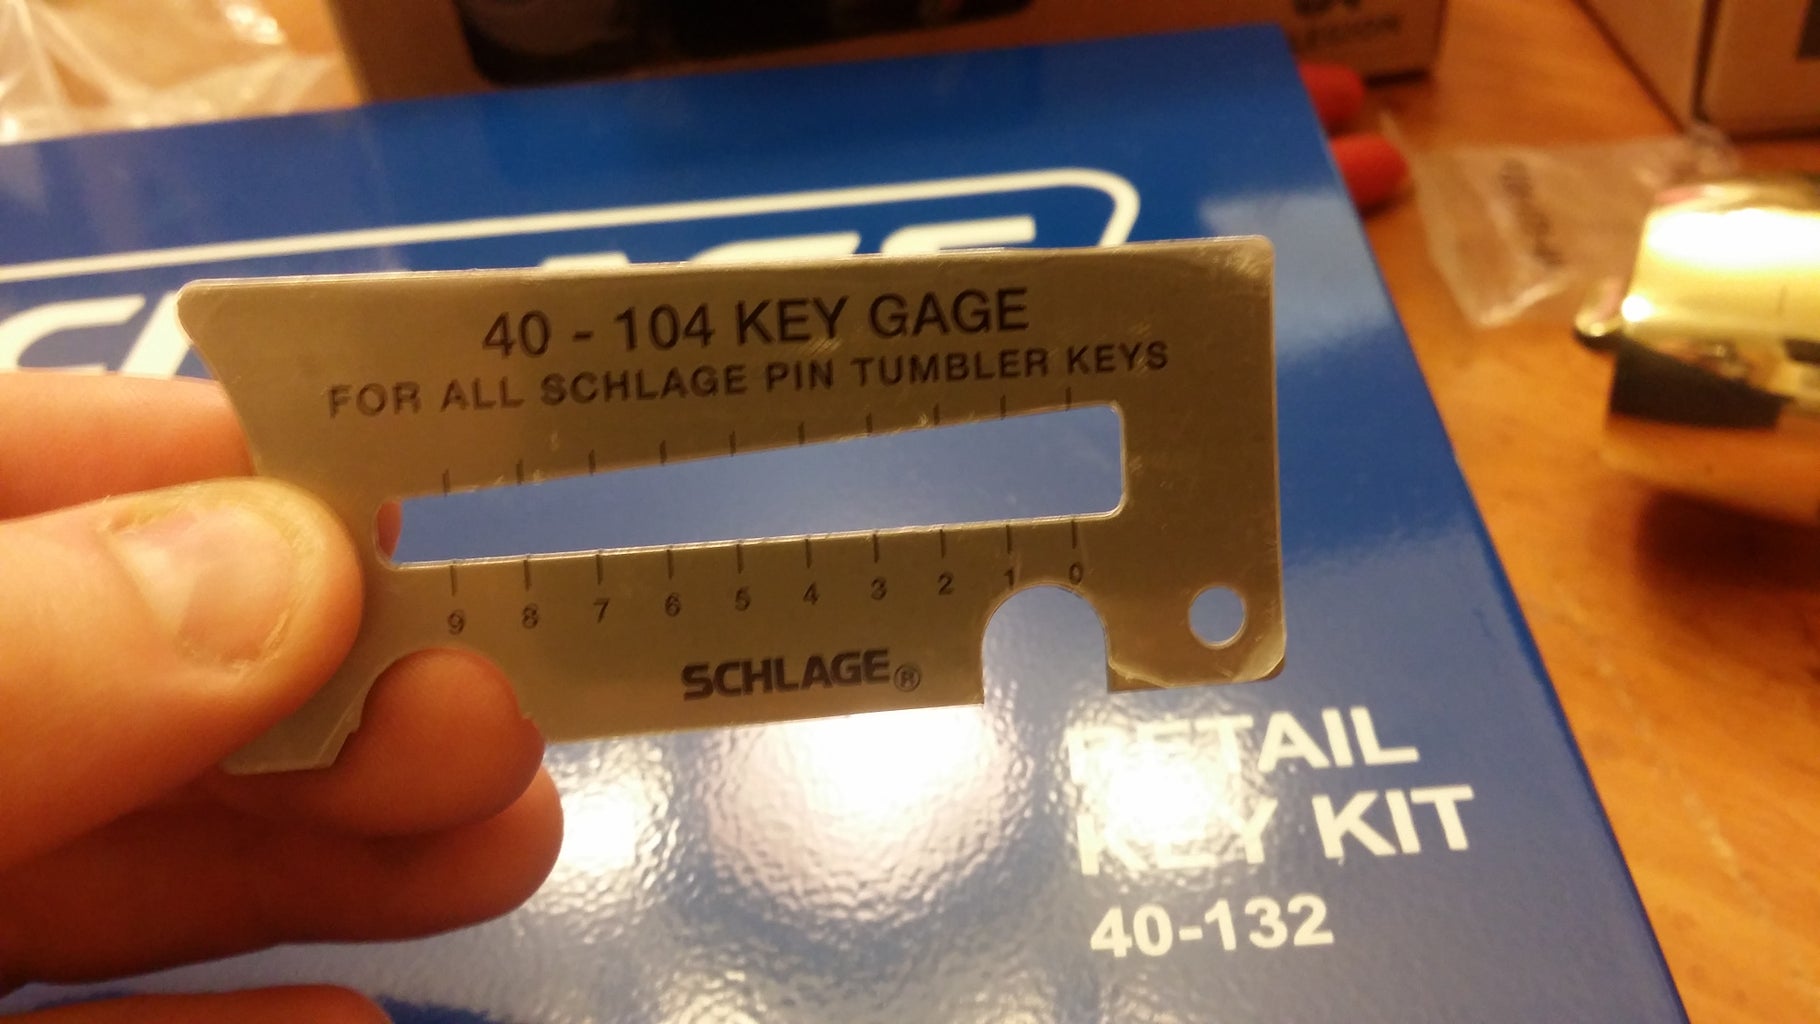 40 - 104 KEY GAGE
FOR ALL SCHLAGE PIN TUMBLER KEYS
9 8 7 6 5 4 3 2 1 0
SCHLAGE®
RETAIL
KEY KIT
40-132